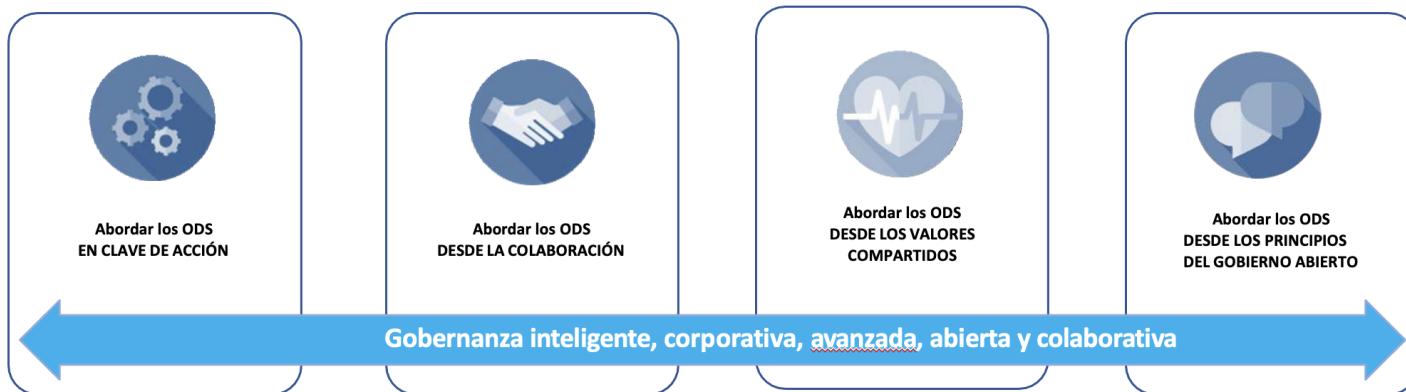 Abordar los ODS
EN CLAVE DE ACCIÓN
Abordar los ODS
DESDE LA COLABORACIÓN
Abordar los ODS
DESDE LOS VALORES
COMPARTIDOS
Abordar los ODS
DESDE LOS PRINCIPIOS
DEL GOBIERNO ABIERTO
Gobernanza inteligente, corporativa, avanzada, abierta y colaborativa